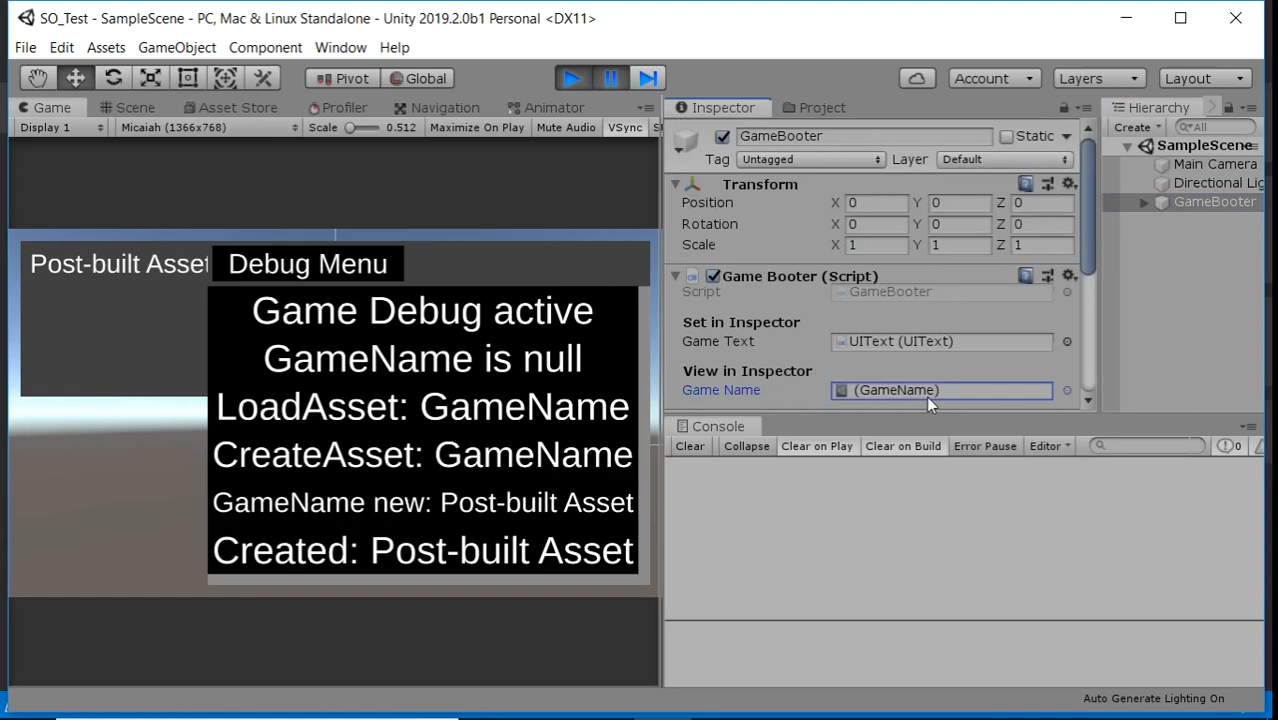 SO_Test - SampleScene - PC, Mac & Linux Standalone - Unity 2019.2.0b1 Personal <DX11>
File Edit Assets GameObject Component Window Help
Pivot Global Account Layers Layout
Game Scene Asset Store Profiler Navigation Animator
Display 1 Micaiah (1366x768) Scale 0.512 Maximize On Play Mute Audio VSync
Post-built Asset
Debug Menu
Game Debug active
GameName is null
LoadAsset: GameName
CreateAsset: GameName
GameName new: Post-built Asset
Created: Post-built Asset
Inspector Project
GameBooter Static
Tag Untagged Layer Default
Transform
Position X 0 Y 0 Z 0
Rotation X 0 Y 0 Z 0
Scale X 1 Y 1 Z 1
Game Booter (Script)
Script GameBooter
Set in Inspector
Game Text UIText (UIText)
View in Inspector
Game Name (GameName)
Console
Clear Collapse Clear on Play Clear on Build Error Pause Editor 0
Hierarchy
Create All
SampleScene
Main Camera
Directional Lig
GameBooter
Auto Generate Lighting On